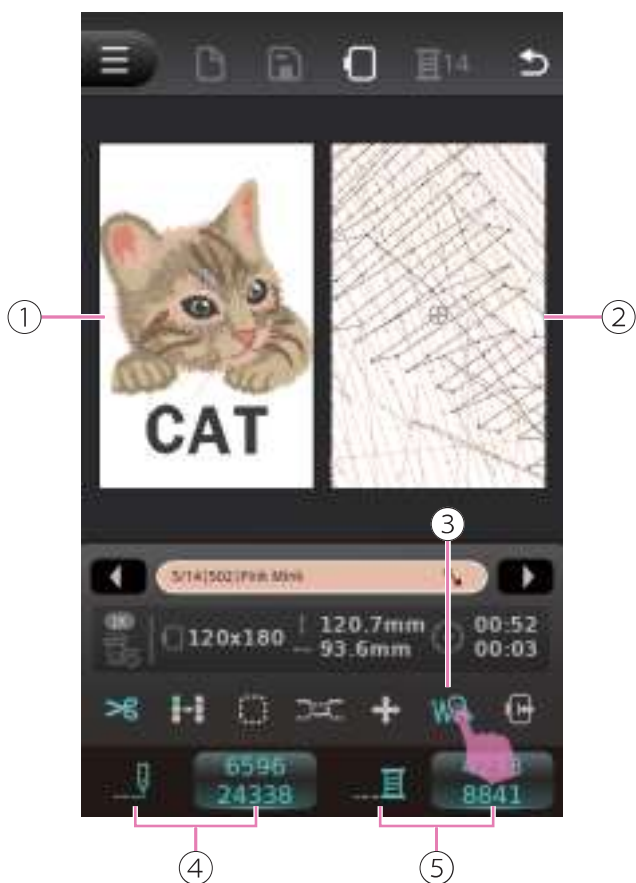 14
①
②
CAT
③
5/14|502|Pink Mink
120x180
120.7mm
93.6mm
00:52
00:03
6596
24338
8841
④
⑤